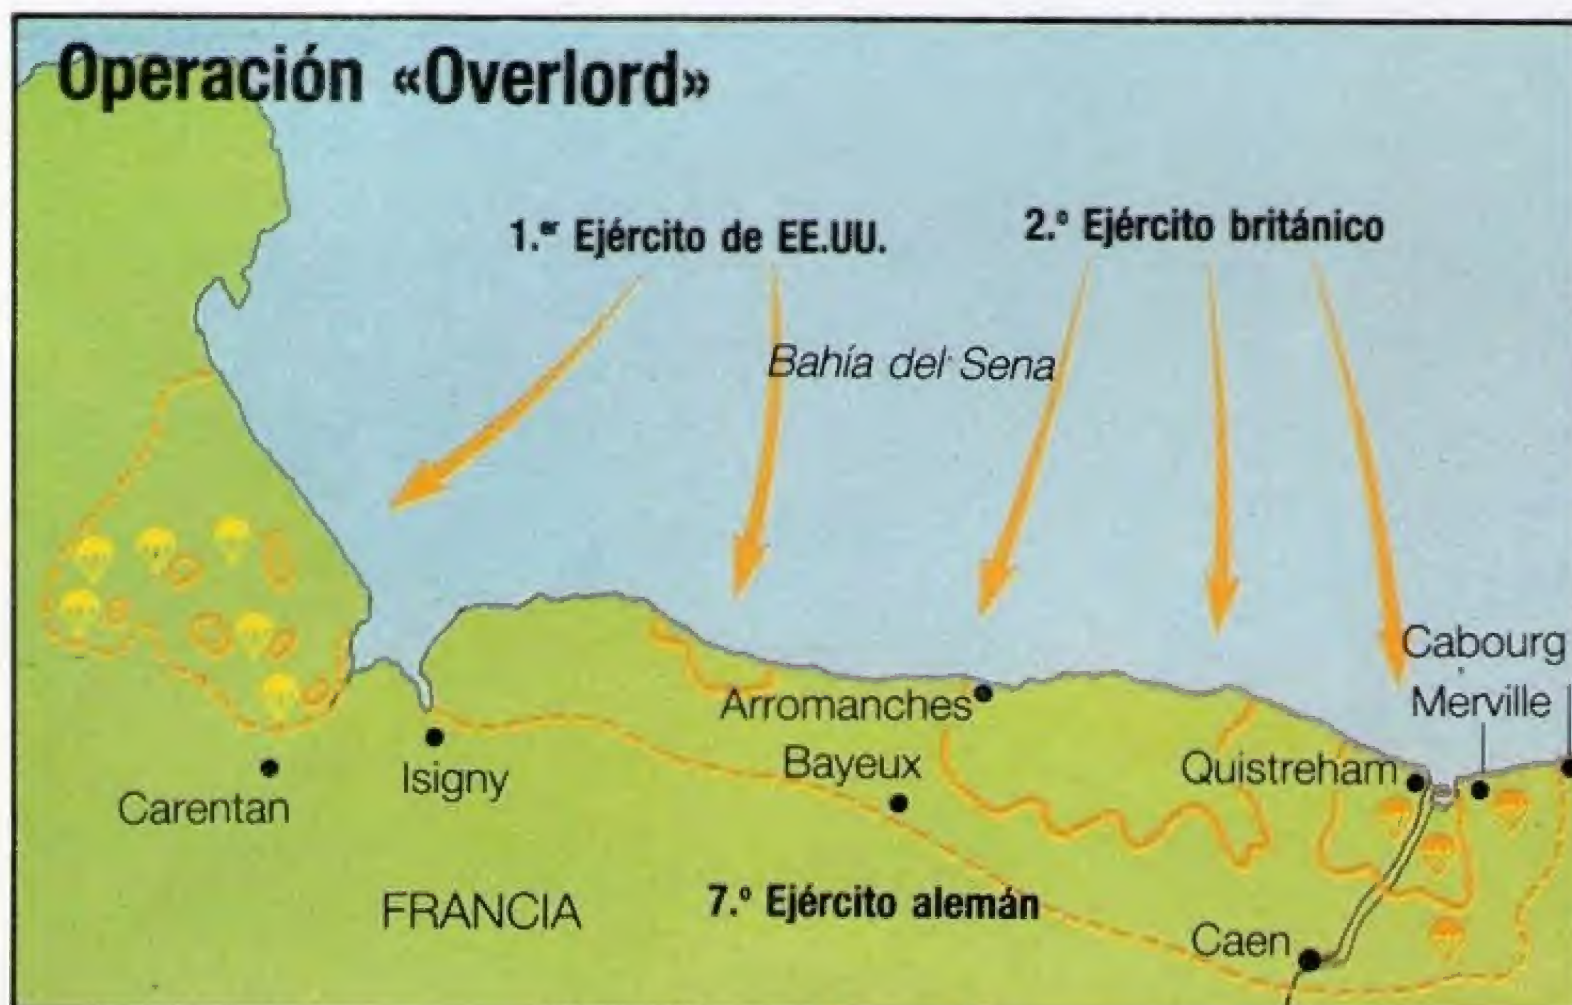 Operación «Overlord»
1.er Ejército de EE.UU.
2.º Ejército británico
Bahía del Sena
Cabourg
Merville
Arromanches
Bayeux
Quistreham
Isigny
Carentan
FRANCIA
7.º Ejército alemán
Caen